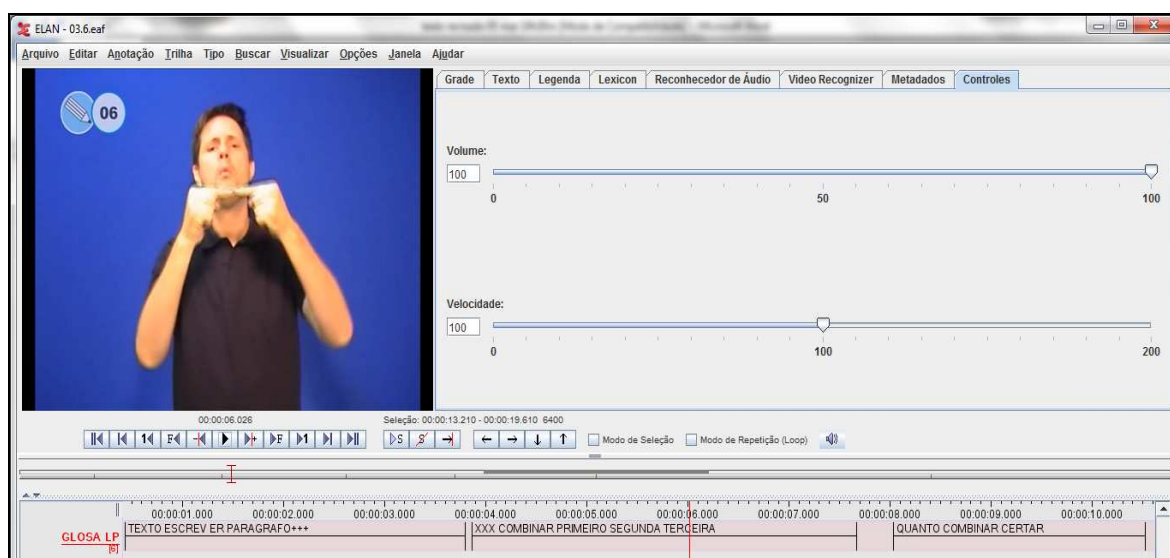 ELAN - 03.6.eaf
Arquivo Editar Anotação Trilha Tipo Buscar Visualizar Opções Janela Ajudar
06
Grade Texto Legenda Lexicon Reconhecedor de Áudio Video Recognizer Metadados Controles
Volume:
100
0 50 100
Velocidade:
100
0 100 200
00:00:06.026
Seleção: 00:00:13.210 - 00:00:19.610 6400
Modo de Seleção Modo de Repetição (Loop)
00:00:01.000 00:00:02.000 00:00:03.000 00:00:04.000 00:00:05.000 00:00:06.000 00:00:07.000 00:00:08.000 00:00:09.000 00:00:10.000
GLOSA LP
[6]
TEXTO ESCREV ER PARAGRAFO+++ XXX COMBINAR PRIMEIRO SEGUNDA TERCEIRA QUANTO COMBINAR CERTAR